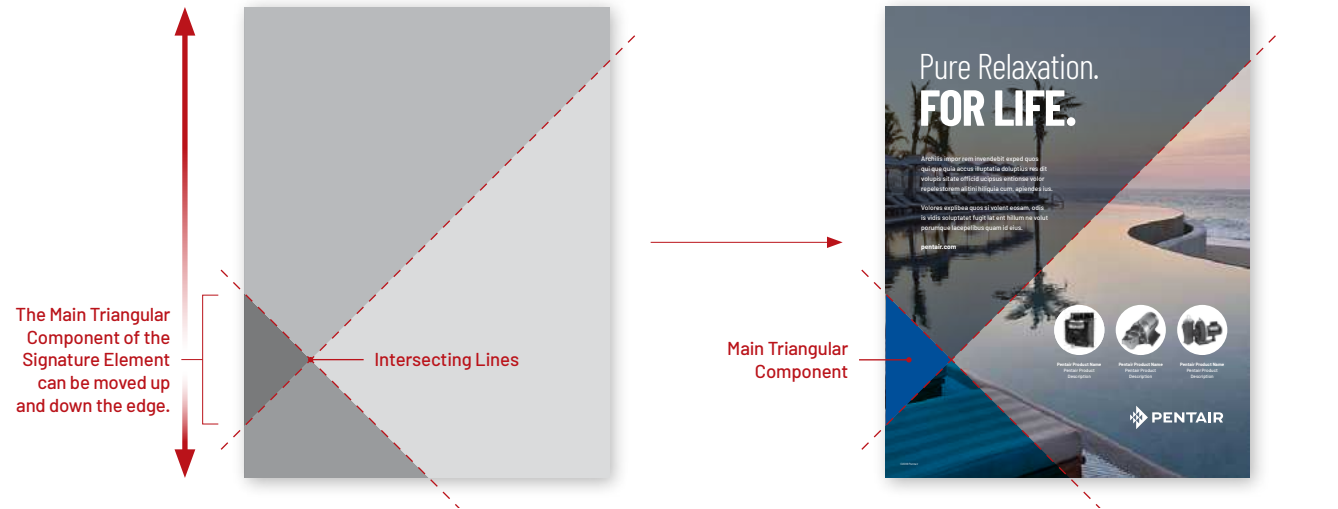 The Main Triangular
Component of the
Signature Element
can be moved up
and down the edge.
Intersecting Lines
Main Triangular
Component
Pure Relaxation.
FOR LIFE.
Archilis impor rem invendebit exped quos
qui que quia accus illuptatia doluptius res dit
volupis sitate officid ucipsus entionse volor
repelestorem alitini hiliquia cum, apiendes ius.
Volores explibea quos si volent eosam, odis
is vidis soluptatet fugit lat ent hillum ne volut
porumque lacepelibus quam id eius.
pentair.com
Pentair Product Name
Pentair Product
Description
Pentair Product Name
Pentair Product
Description
Pentair Product Name
Pentair Product
Description
PENTAIR